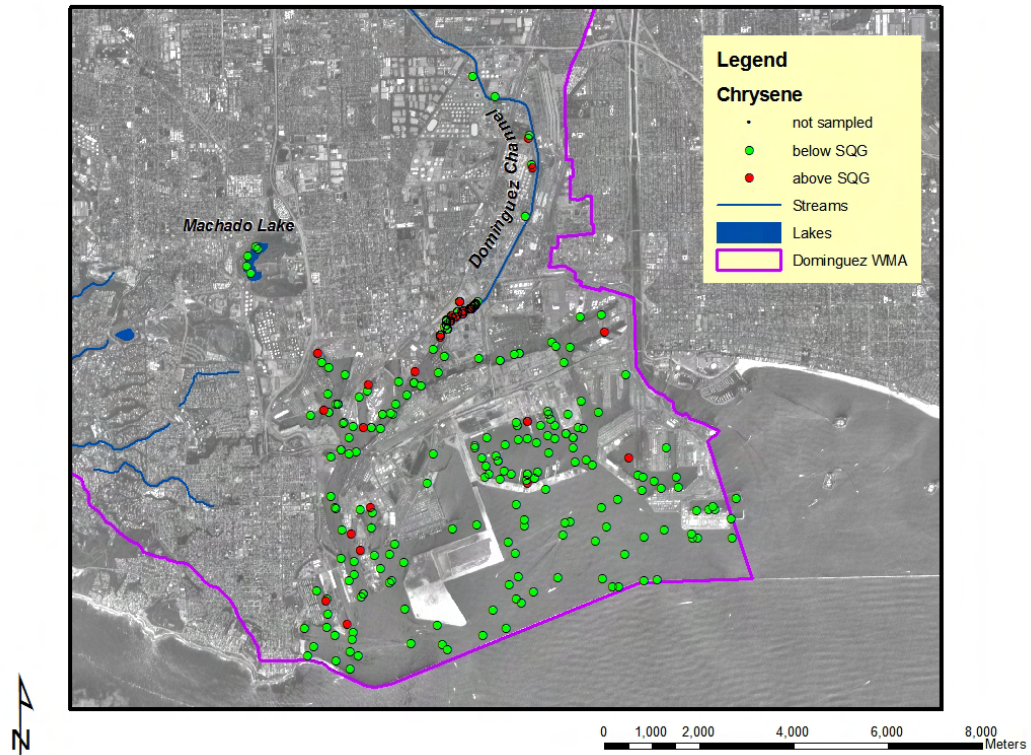 Legend
Chrysene
not sampled
below SQG
above SQG
Streams
Lakes
Dominguez WMA
Dominguez Channel
Machado Lake
N
0 1,000 2,000 4,000 6,000 8,000
Meters